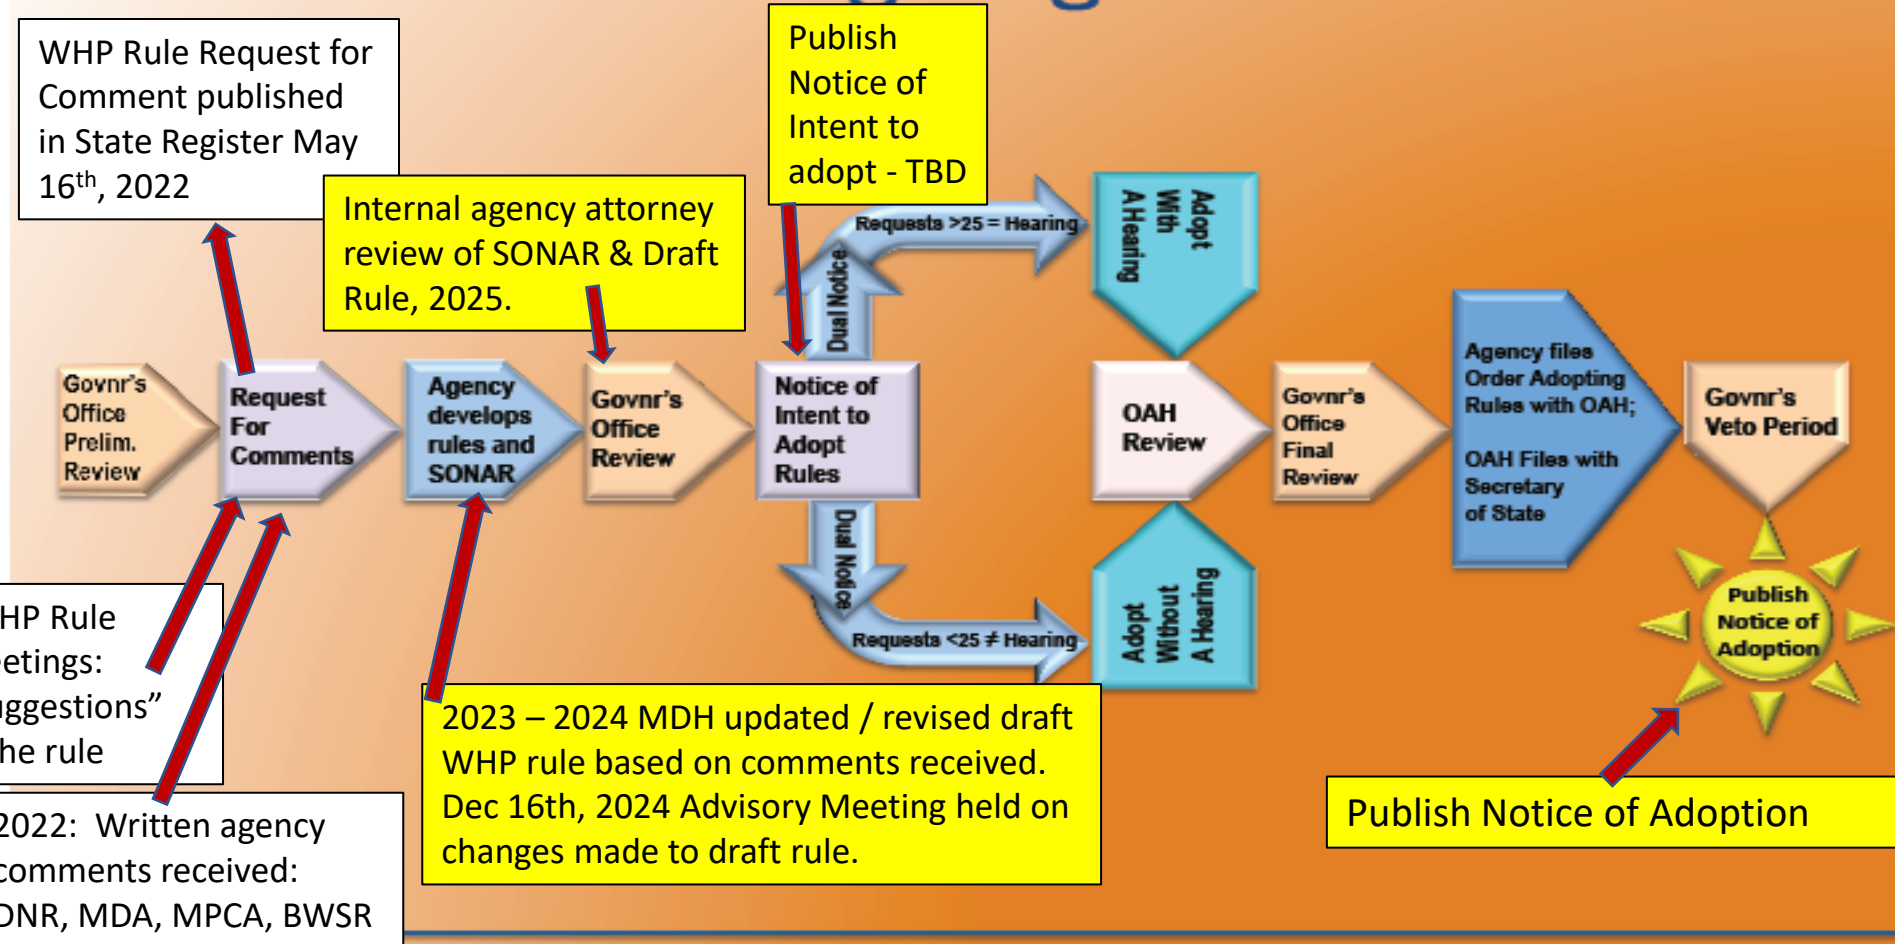 WHP Rule Request for
Comment published
in State Register May
16th, 2022
Publish
Notice of
Intent to
adopt - TBD
Internal agency attorney
review of SONAR & Draft
Rule, 2025.
Requests >25 = Hearing
Dual Notice
Adopt
With
A Hearing
Govnr's
Office
Prelim.
Review
Request
For
Comments
Agency
develops
rules and
SONAR
Govnr's
Office
Review
Notice of
Intent to
Adopt
Rules
OAH
Review
Govnr's
Office
Final
Review
Agency files
Order Adopting
Rules with OAH;
OAH Files with
Secretary
of State
Govnr's
Veto Period
Dual Notice
Requests <25 ≠ Hearing
Adopt
Without
A Hearing
Publish
Notice of
Adoption
HP Rule
eetings:
uggestions”
he rule
2023 – 2024 MDH updated / revised draft
WHP rule based on comments received.
Dec 16th, 2024 Advisory Meeting held on
changes made to draft rule.
Publish Notice of Adoption
2022: Written agency
comments received:
DNR, MDA, MPCA, BWSR